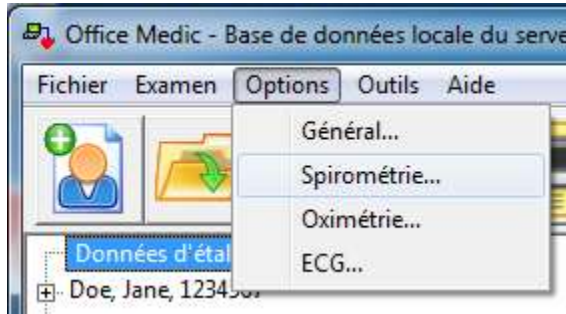 Office Medic - Base de données locale du serve
Fichier Examen Options Outils Aide
Général...
Spirométrie...
Oximétrie...
ECG...
Données d'étal
Doe, Jane, 1234567